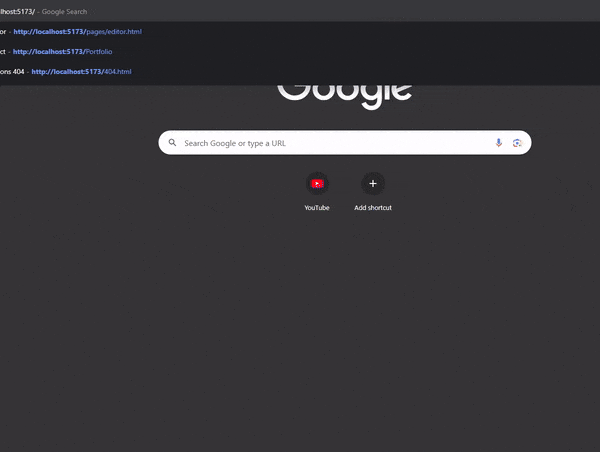 lhost:5173/ - Google Search
or - http://localhost:5173/pages/editor.html
ct - http://localhost:5173/Portfolio
ons 404 - http://localhost:5173/404.html
Google
Search Google or type a URL
YouTube
Add shortcut